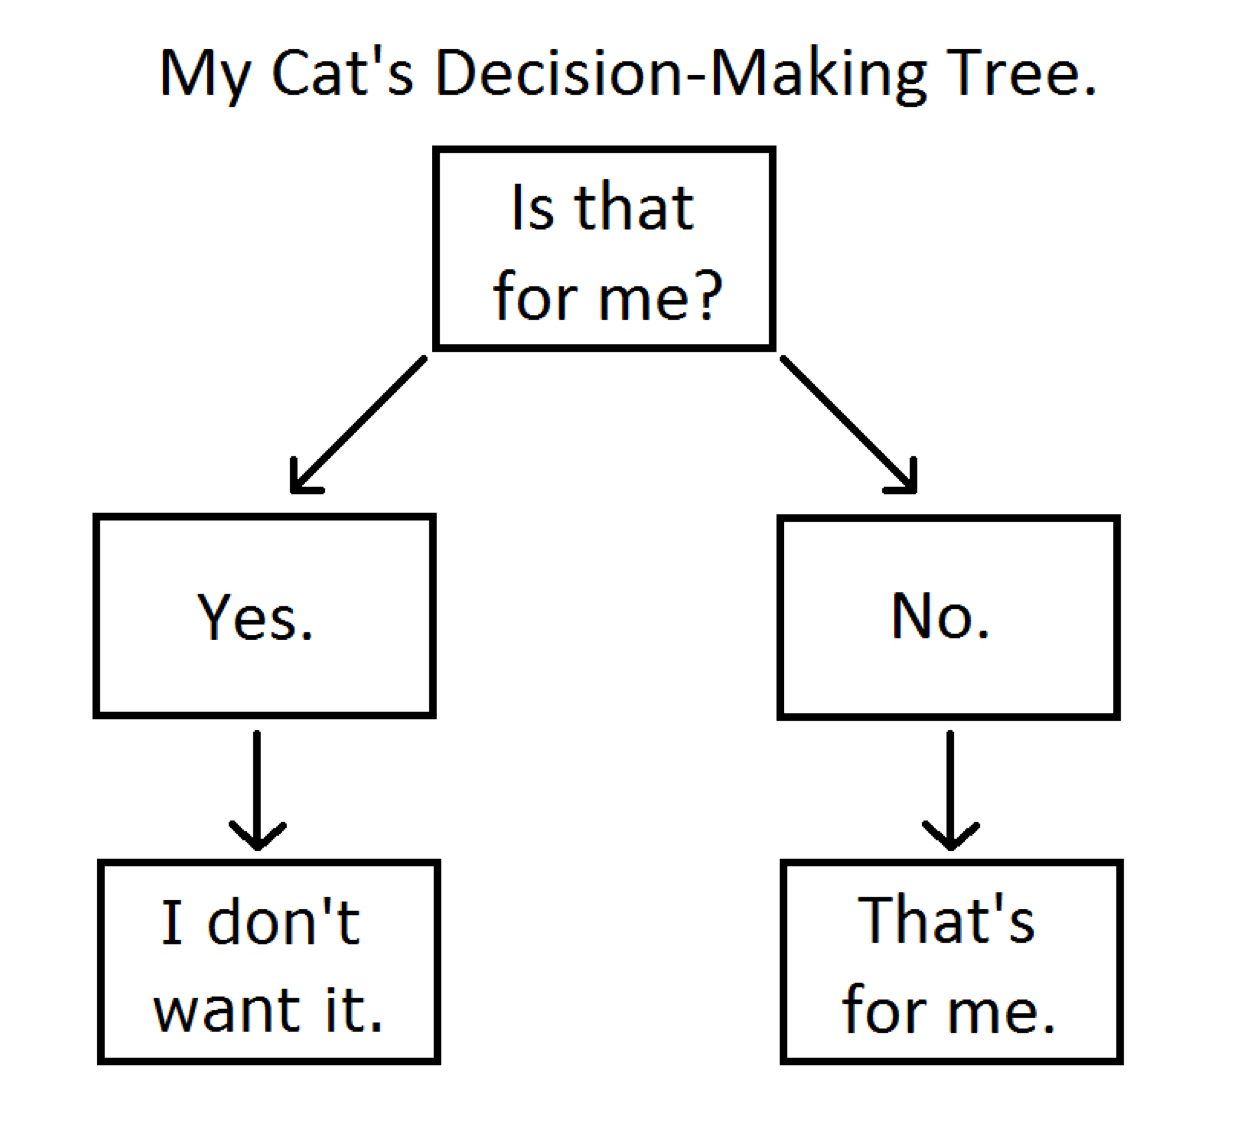 My Cat's Decision-Making Tree.
Is that
for me?
Yes.
No.
I don't
want it.
That's
for me.